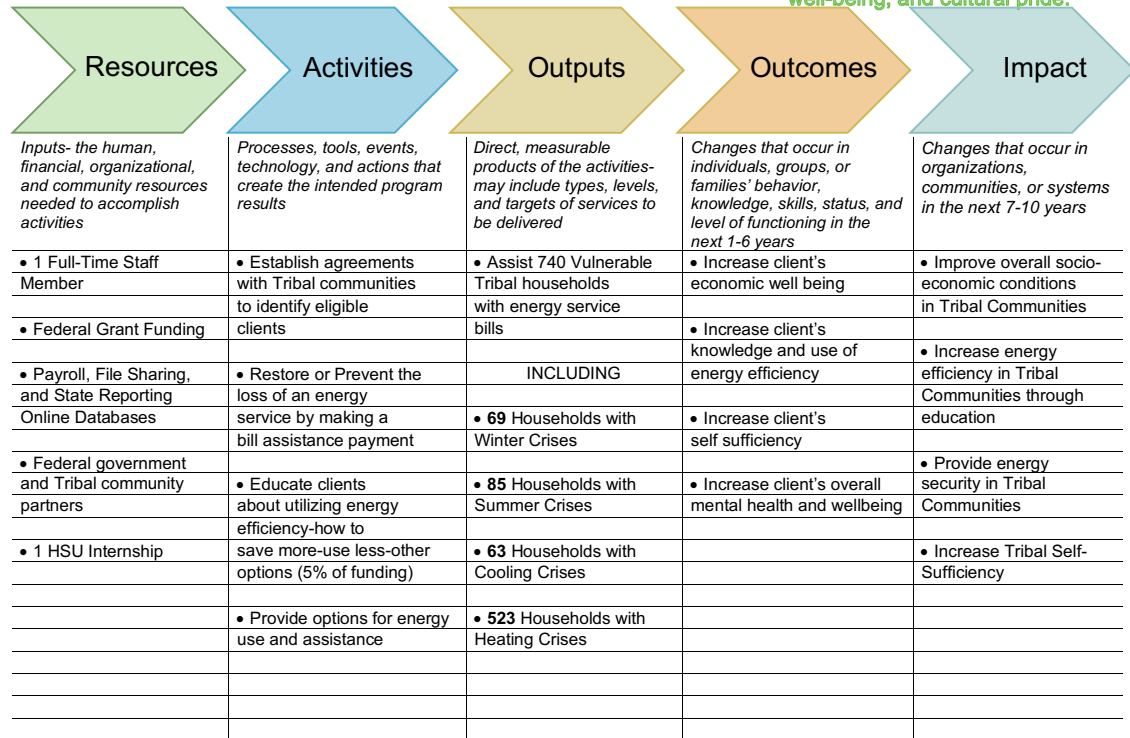 well-being, and cultural pride.
Resources
Activities
Outputs
Outcomes
Impact
Inputs- the human,
financial, organizational,
and community resources
needed to accomplish
activities
Processes, tools, events,
technology, and actions that
create the intended program
results
Direct, measurable
products of the activities-
may include types, levels,
and targets of services to
be delivered
Changes that occur in
individuals, groups, or
families' behavior,
knowledge, skills, status, and
level of functioning in the
next 1-6 years
Changes that occur in
organizations,
communities, or systems
in the next 7-10 years
• 1 Full-Time Staff
Member
• Federal Grant Funding
• Payroll, File Sharing,
and State Reporting
Online Databases
• Federal government
and Tribal community
partners
• 1 HSU Internship
• Establish agreements
with Tribal communities
to identify eligible
clients
• Restore or Prevent the
loss of an energy
service by making a
bill assistance payment
• Educate clients
about utilizing energy
efficiency-how to
save more-use less-other
options (5% of funding)
• Provide options for energy
use and assistance
• Assist 740 Vulnerable
Tribal households
with energy service
bills
INCLUDING
• 69 Households with
Winter Crises
• 85 Households with
Summer Crises
• 63 Households with
Cooling Crises
• 523 Households with
Heating Crises
• Increase client's
economic well being
• Increase client's
knowledge and use of
energy efficiency
• Increase client's
self sufficiency
• Increase client's overall
mental health and wellbeing
• Improve overall socio-
economic conditions
in Tribal Communities
• Increase energy
efficiency in Tribal
Communities through
education
• Provide energy
security in Tribal
Communities
• Increase Tribal Self-
Sufficiency